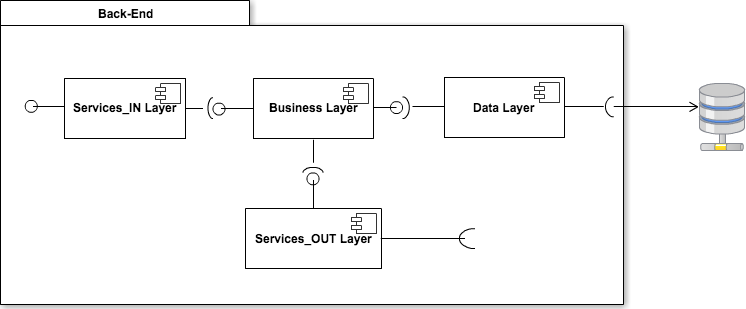 Back-End
Services_IN Layer
Business Layer
Data Layer
Services_OUT Layer